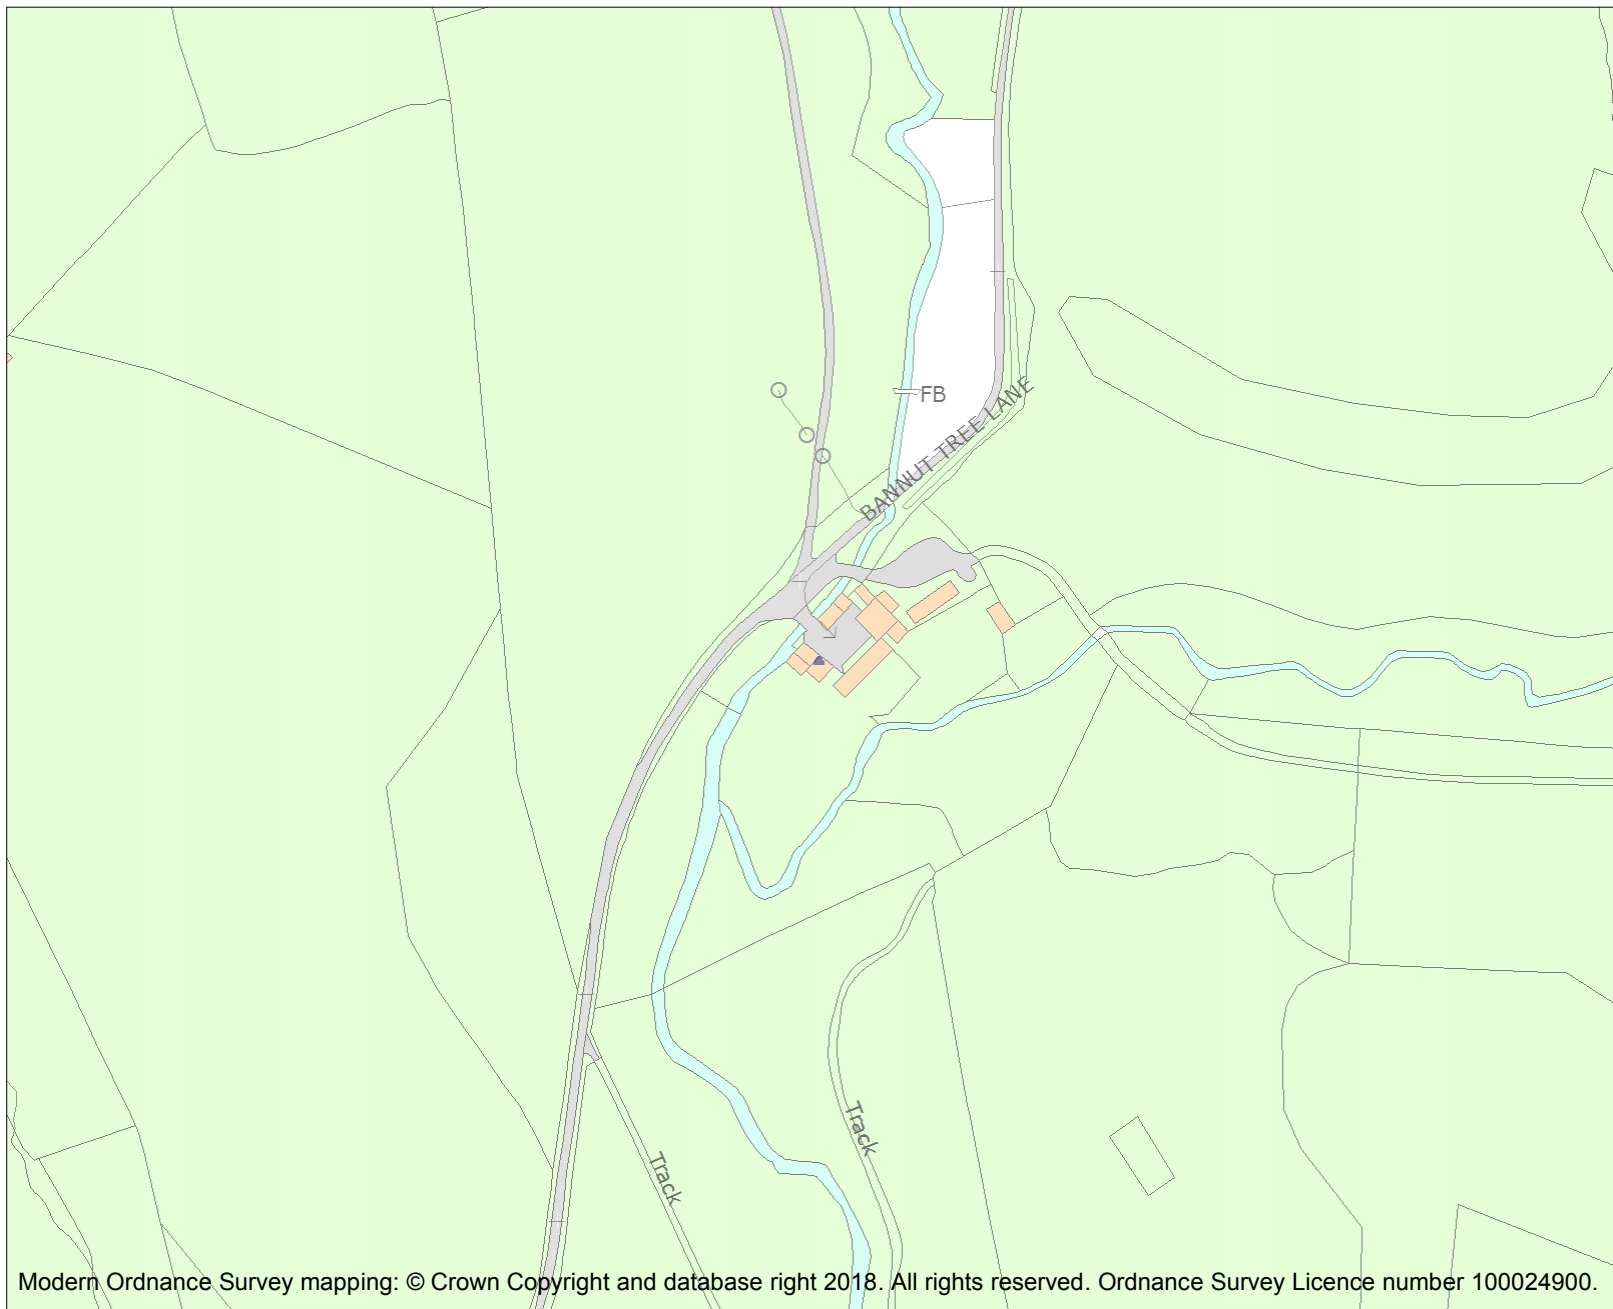 FB
BANNUT TREE LANE
Track
Track
Modern Ordnance Survey mapping: © Crown Copyright and database right 2018. All rights reserved. Ordnance Survey Licence number 100024900.